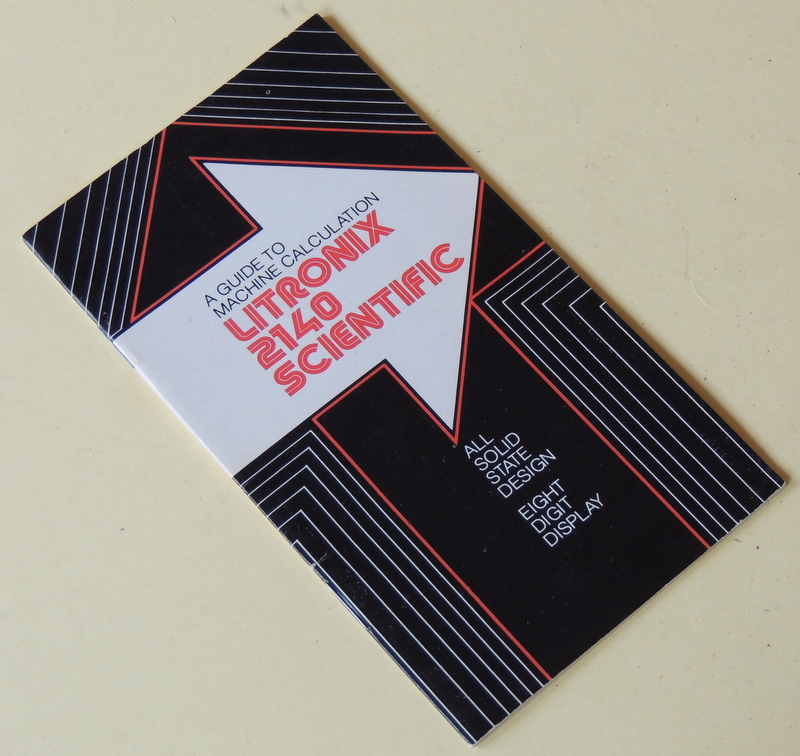 A GUIDE TO
MACHINE CALCULATION
LITRONIX
2140
SCIENTIFIC
ALL
SOLID
STATE
DESIGN
EIGHT
DIGIT
DISPLAY